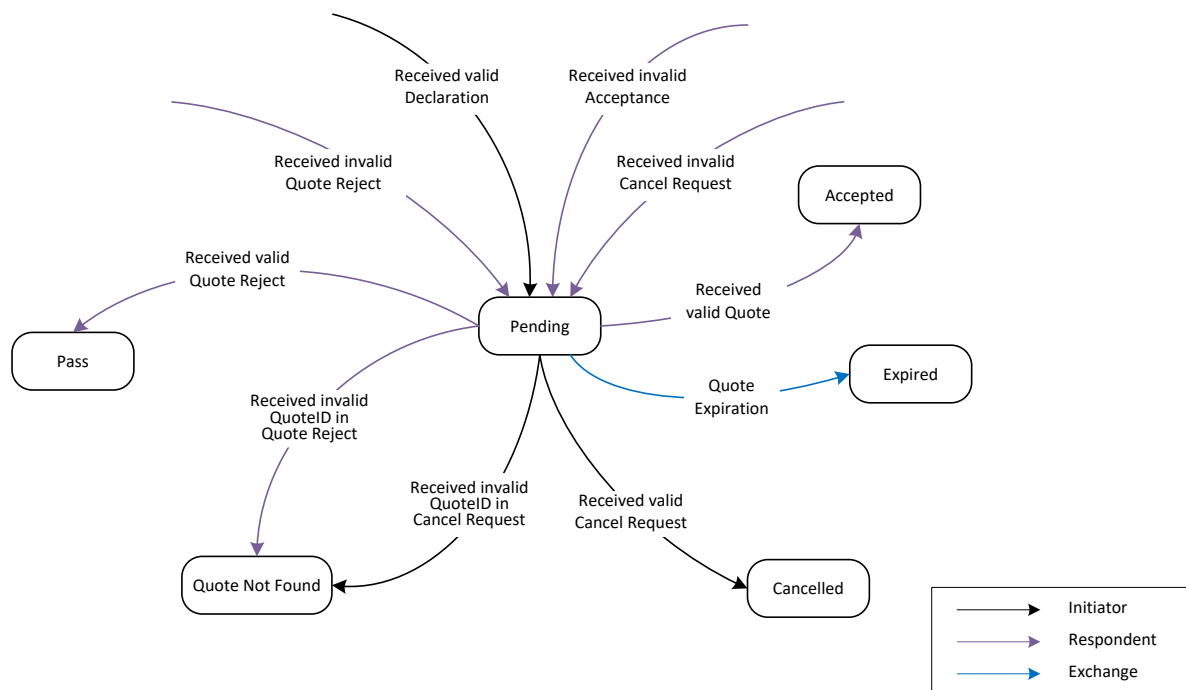 Received valid
Declaration
Received invalid
Acceptance
Received invalid
Quote Reject
Received invalid
Cancel Request
Accepted
Received valid
Quote Reject
Received
valid Quote
Pending
Pass
Expired
Quote
Expiration
Received invalid
QuoteID in
Quote Reject
Received invalid
QuoteID in
Cancel Request
Received valid
Cancel Request
Quote Not Found
Cancelled
Initiator
Respondent
Exchange